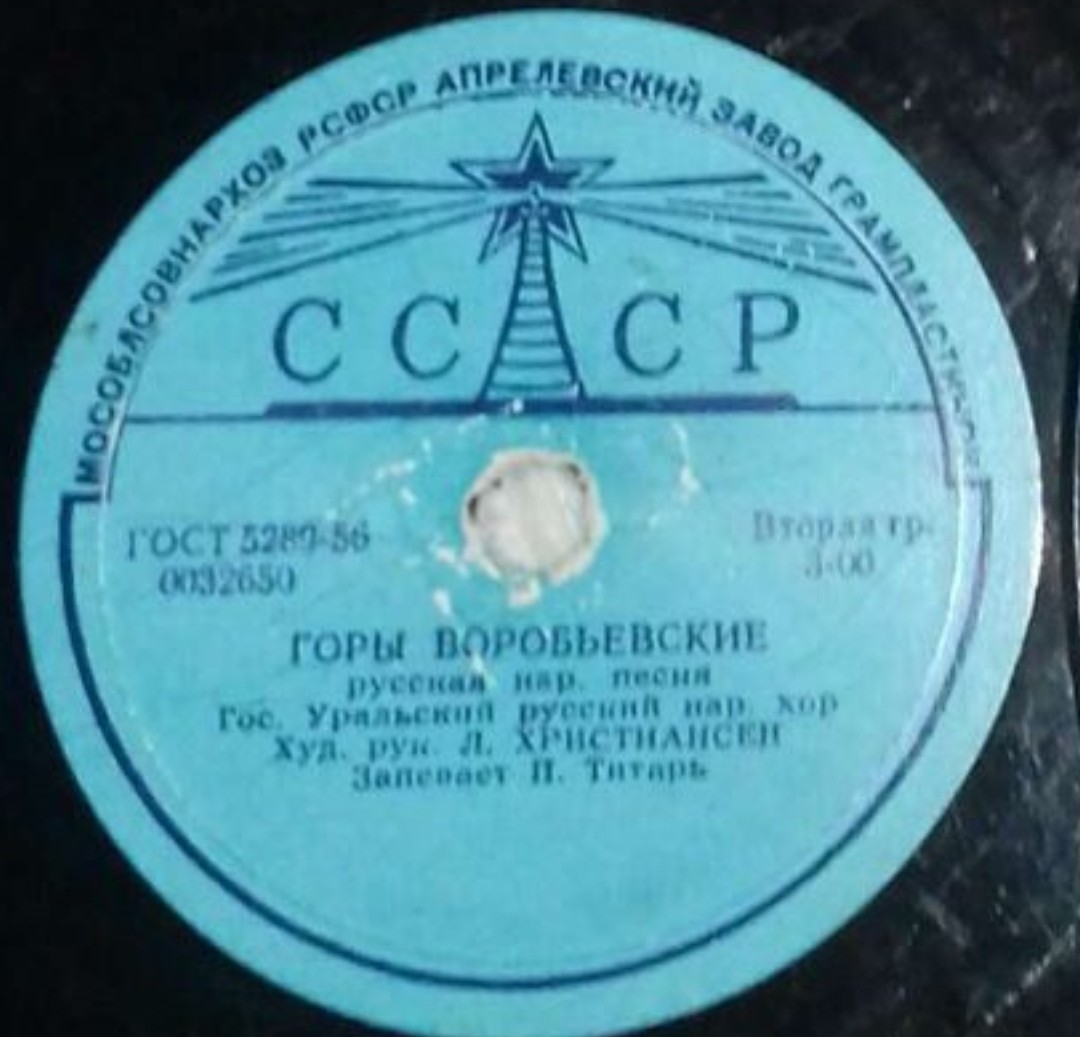 МОСОБЛСОВНАРХОЗ РСФСР АПРЕЛЕВСКИЙ ЗАВОД ГРАМПЛАСТИНОК
СССР
ГОСТ 5289-56
Вторая гр.
0032650
3-00
ГОРЫ ВОРОБЬЕВСКИЕ
русская нар. песня
Гос. Уральский русский нар. хор
Худ. рук. Л. ХРИСТИАНСЕН
Запевает П. Титарь